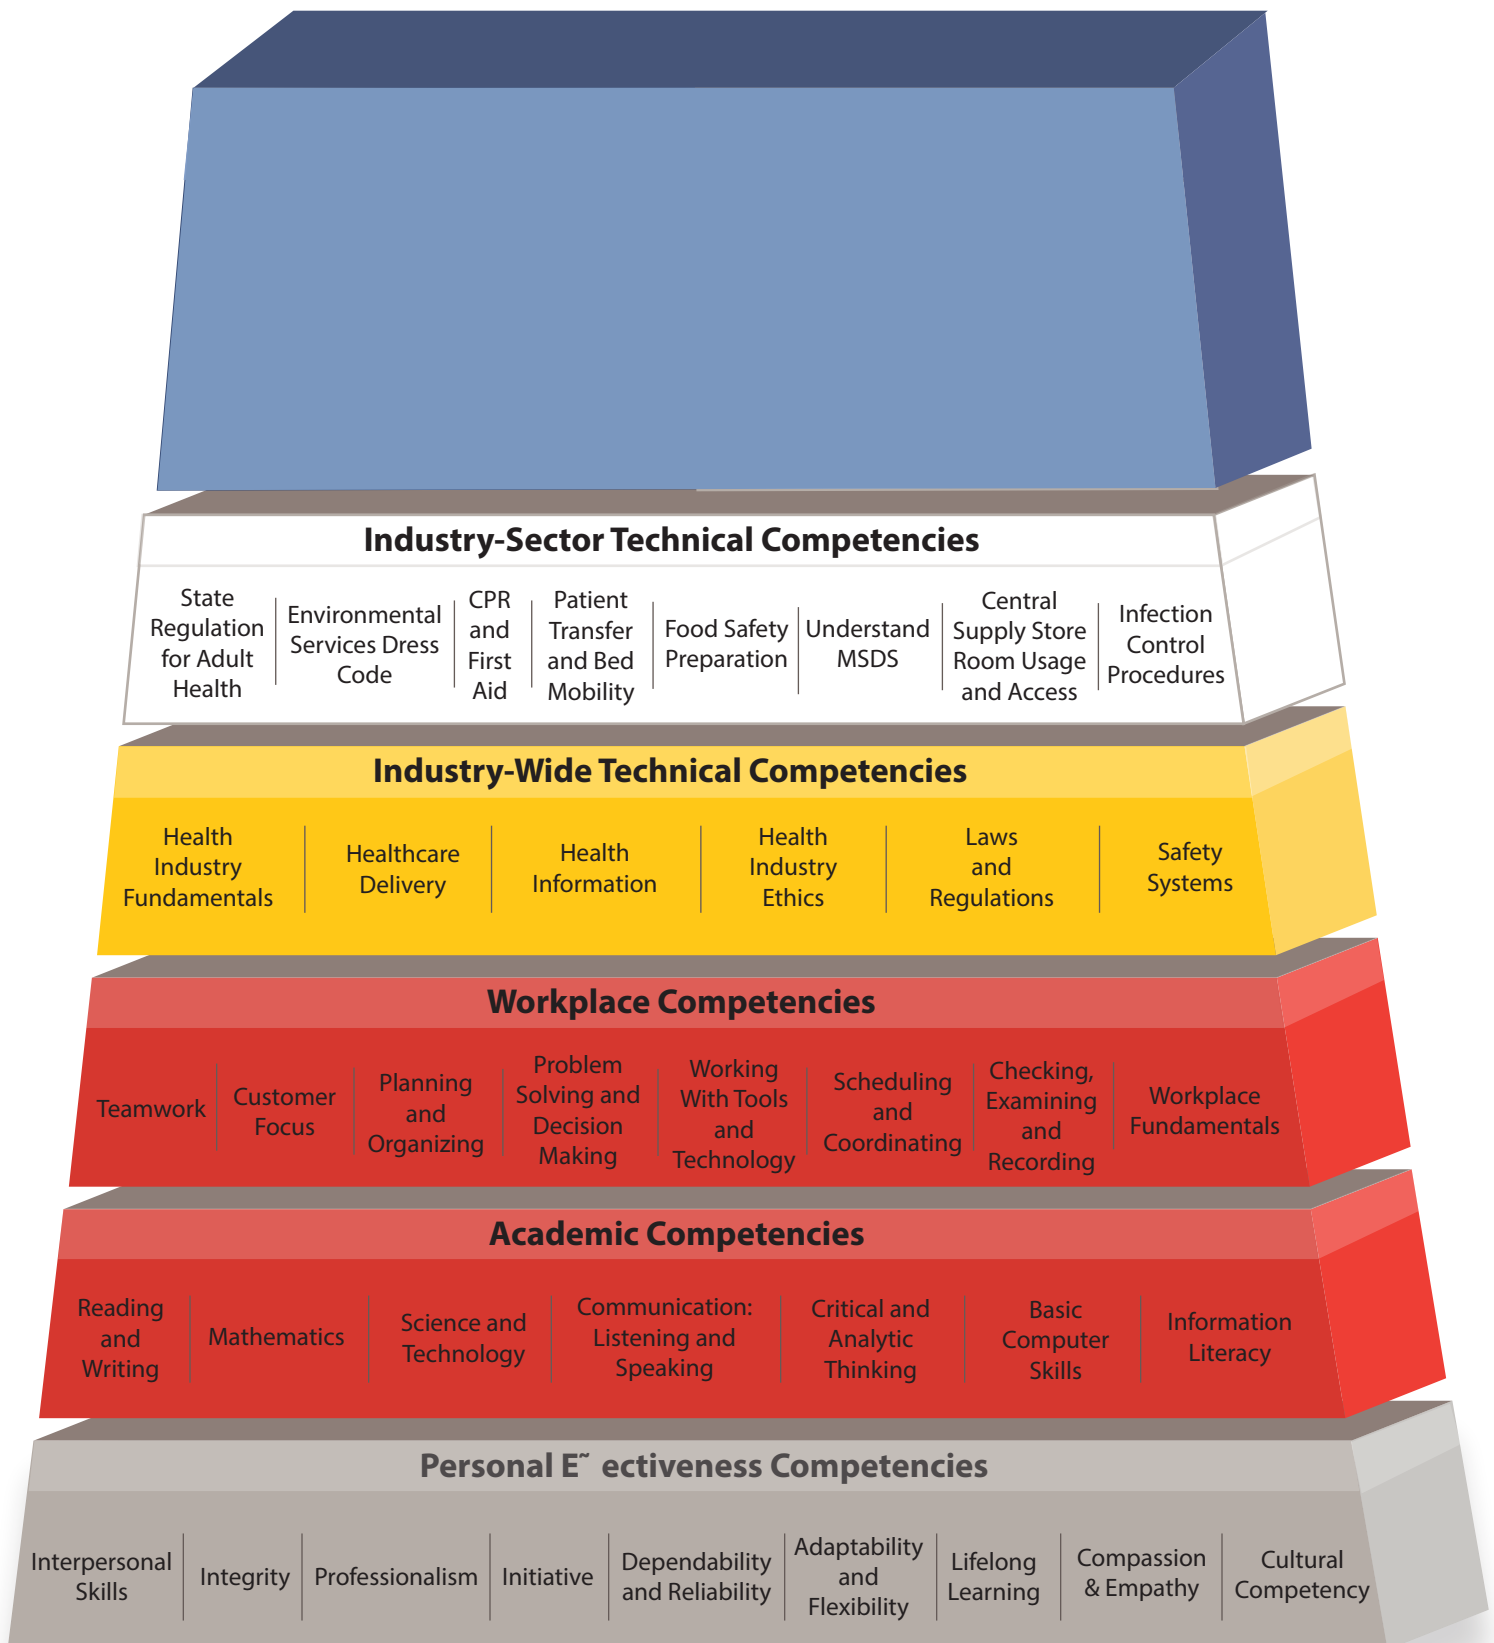 Industry-Sector Technical Competencies
State
Regulation
for Adult
Health
Environmental
Services Dress
Code
CPR
and
First
Aid
Patient
Transfer
and Bed
Mobility
Food Safety
Preparation
Understand
MSDS
Central
Supply Store
Room Usage
and Access
Infection
Control
Procedures
Industry-Wide Technical Competencies
Health
Industry
Fundamentals
Healthcare
Delivery
Health
Information
Health
Industry
Ethics
Laws
and
Regulations
Safety
Systems
Workplace Competencies
Teamwork
Customer
Focus
Planning
and
Organizing
Problem
Solving and
Decision
Making
Working
With Tools
and
Technology
Scheduling
and
Coordinating
Checking,
Examining
and
Recording
Workplace
Fundamentals
Academic Competencies
Reading
and
Writing
Mathematics
Science and
Technology
Communication:
Listening and
Speaking
Critical and
Analytic
Thinking
Basic
Computer
Skills
Information
Literacy
Personal E˜ ectiveness Competencies
Interpersonal
Skills
Integrity
Professionalism
Initiative
Dependability
and Reliability
Adaptability
and
Flexibility
Lifelong
Learning
Compassion
& Empathy
Cultural
Competency